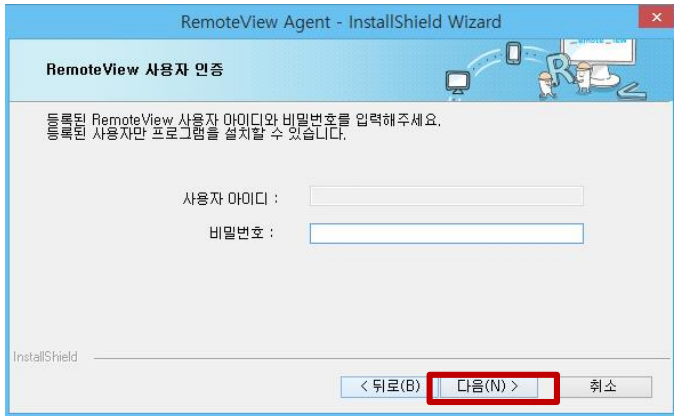 RemoteView Agent - InstallShield Wizard
RemoteView 사용자 인증
등록된 RemoteView 사용자 아이디와 비밀번호를 입력해주세요.
등록된 사용자만 프로그램을 설치할 수 있습니다.
사용자 아이디 :
비밀번호 :
InstallShield
< 뒤로(B)
다음(N) >
취소